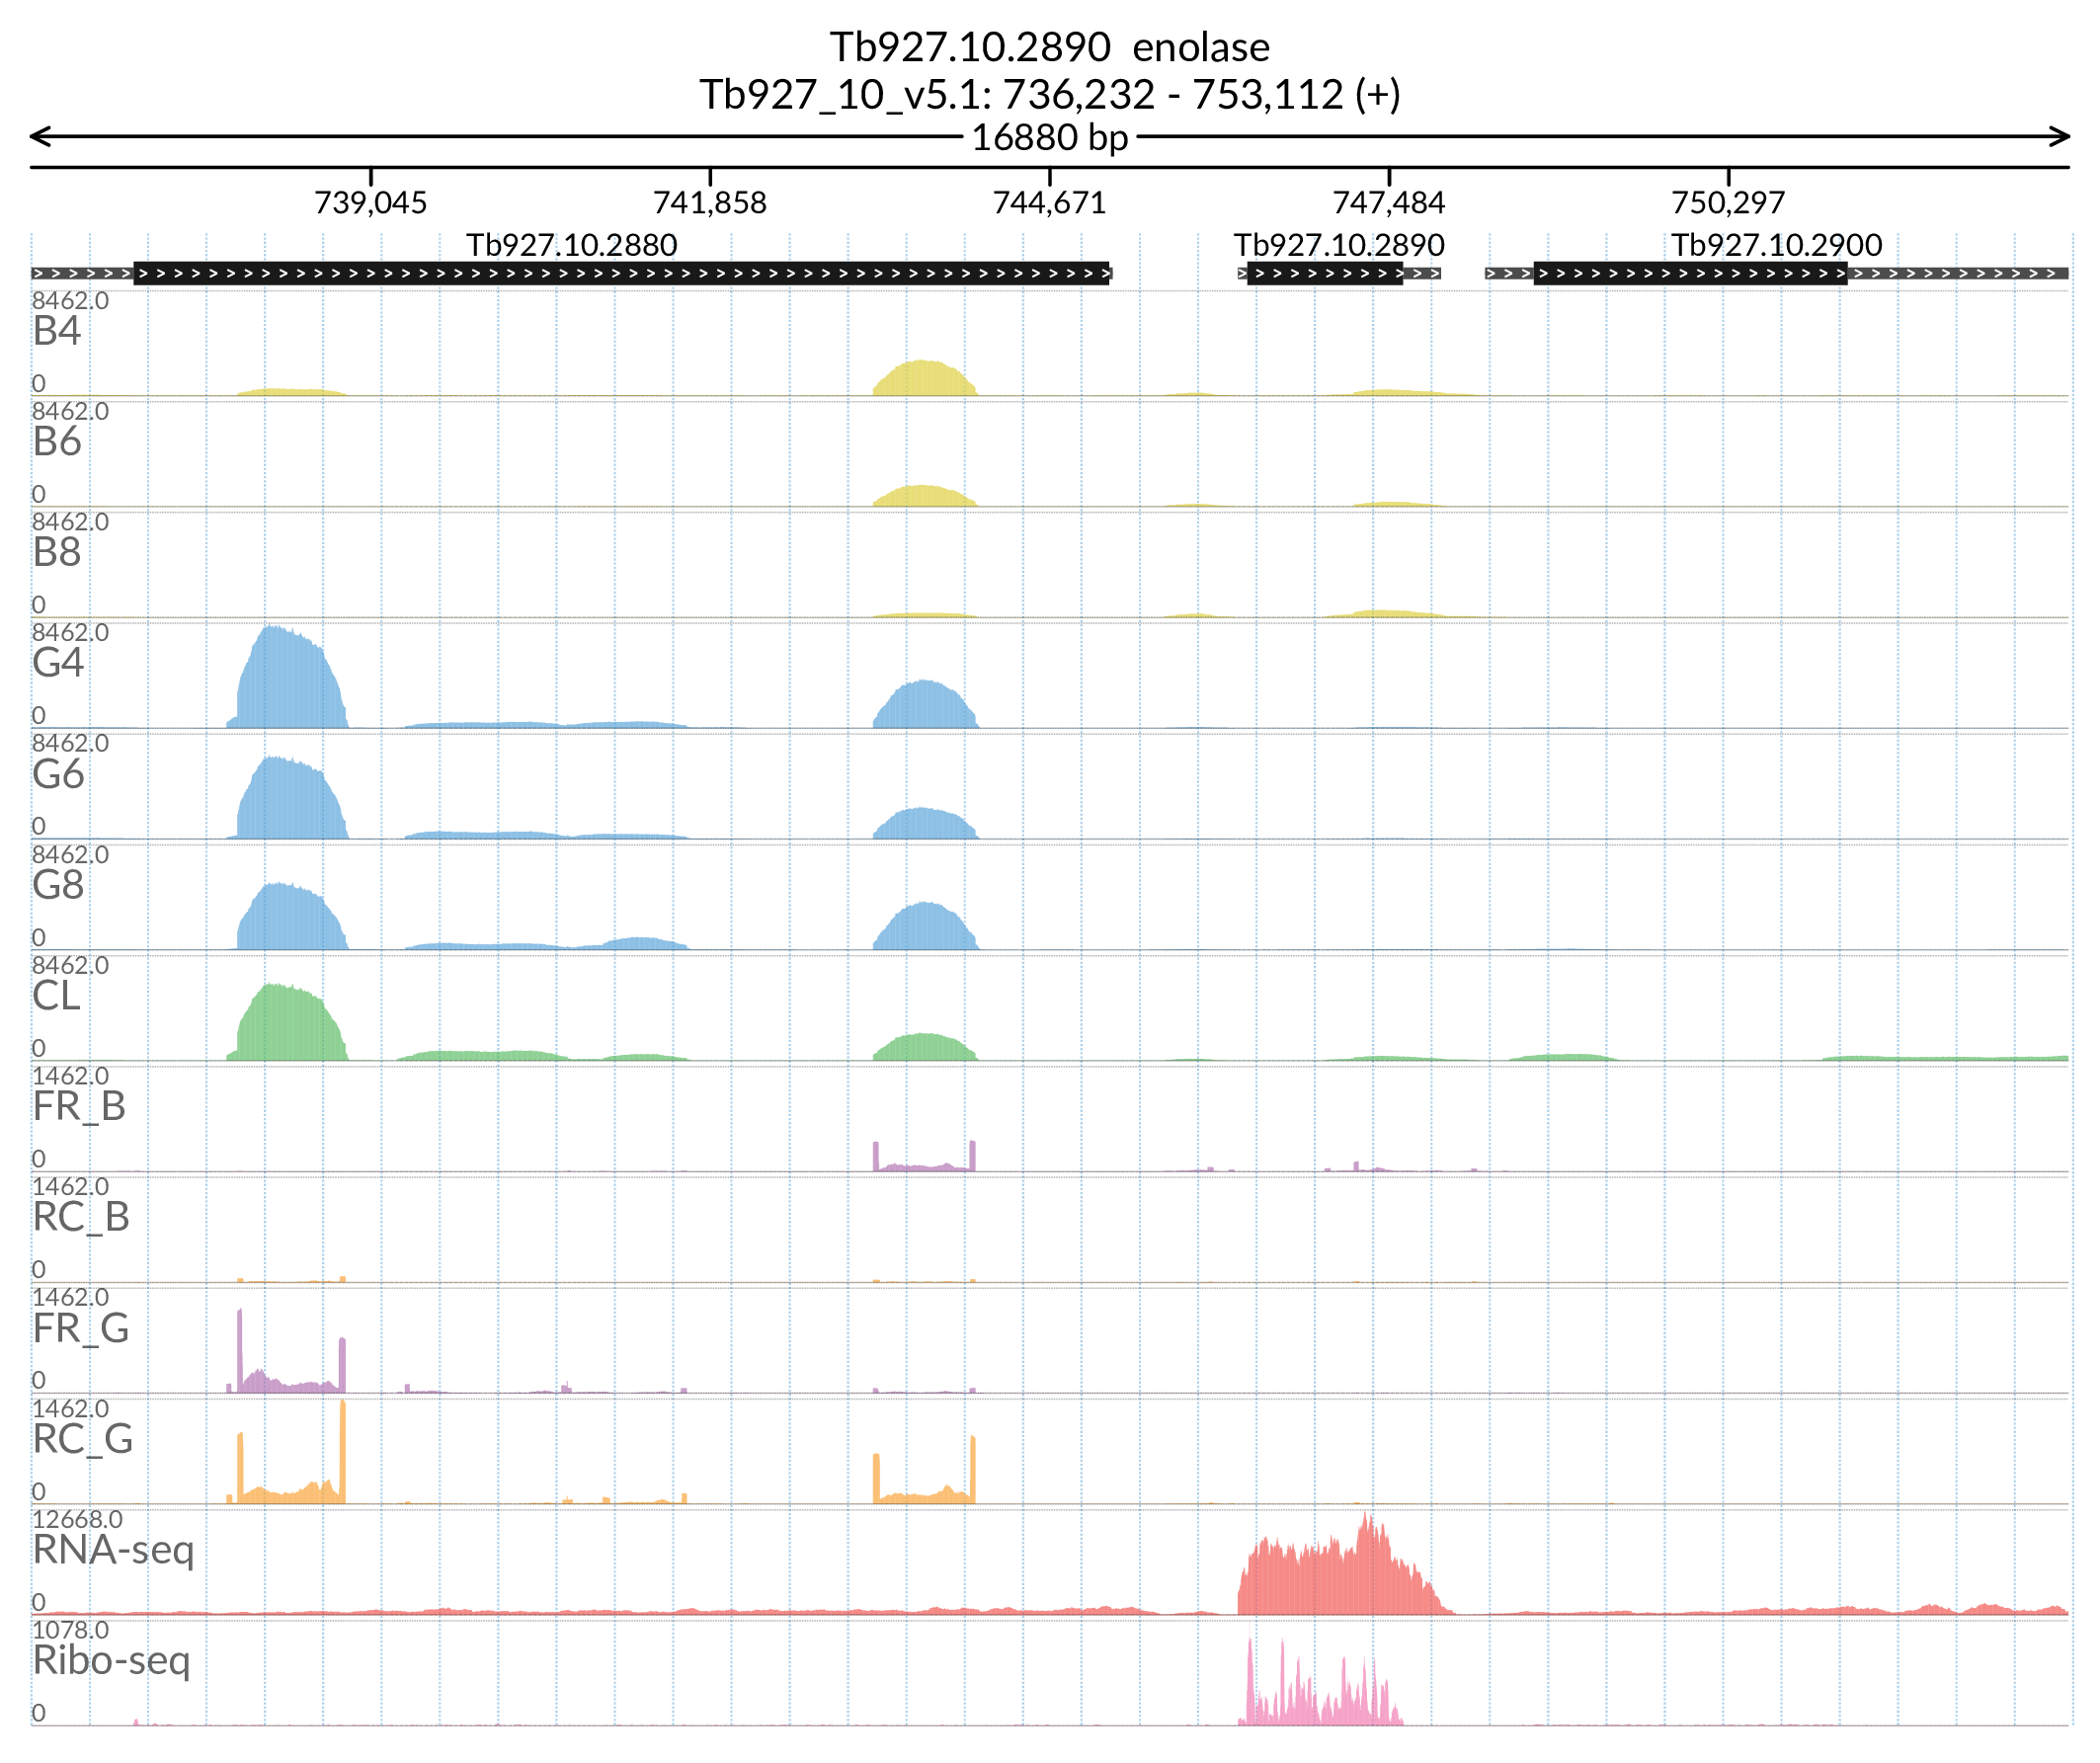 Tb927.10.2890  enolase
Tb927_10_v5.1: 736,232 - 753,112 (+)
16880 bp
739,045 741,858 744,671 747,484 750,297
Tb927.10.2880 Tb927.10.2890 Tb927.10.2900
8462.0
B4
0
8462.0
B6
0
8462.0
B8
0
8462.0
G4
0
8462.0
G6
0
8462.0
G8
0
8462.0
CL
0
1462.0
FR_B
0
1462.0
RC_B
0
1462.0
FR_G
0
1462.0
RC_G
0
12668.0
RNA-seq
0
1078.0
Ribo-seq
0